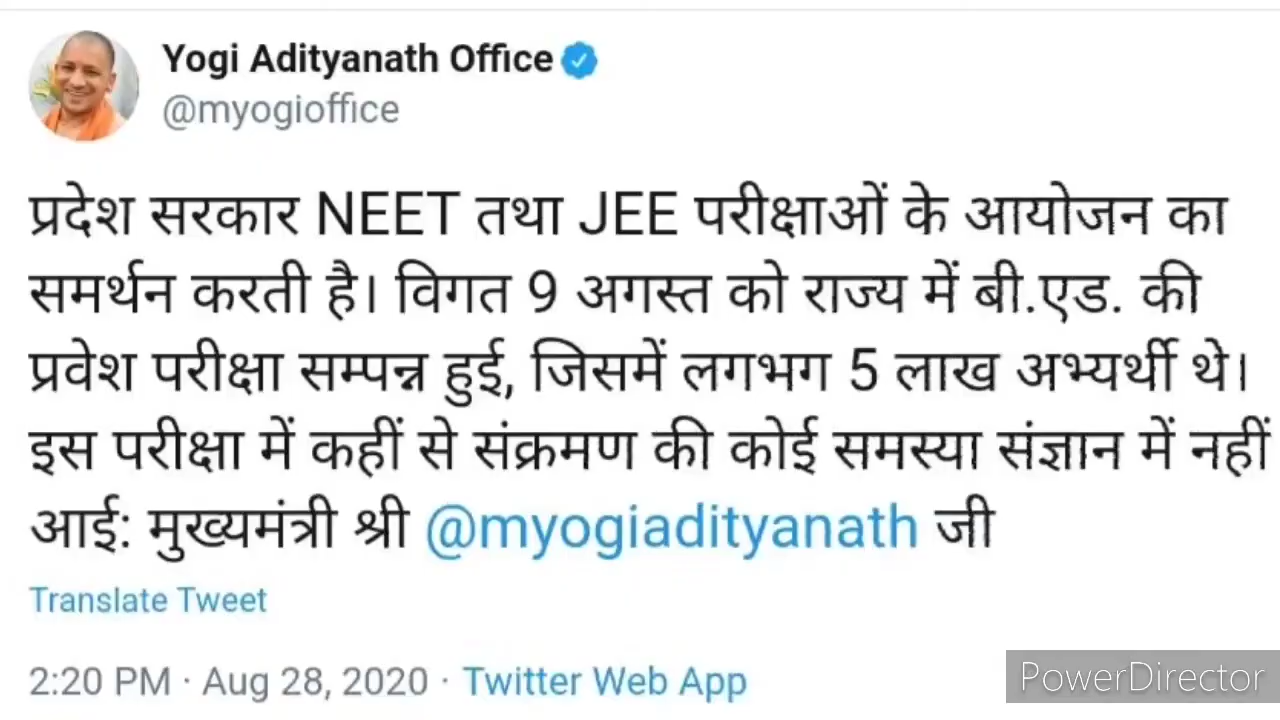 Yogi Adityanath Office
@myogioffice
प्रदेश सरकार NEET तथा JEE परीक्षाओं के आयोजन का
समर्थन करती है। विगत 9 अगस्त को राज्य में बी.एड. की
प्रवेश परीक्षा सम्पन्न हुई, जिसमें लगभग 5 लाख अभ्यर्थी थे।
इस परीक्षा में कहीं से संक्रमण की कोई समस्या संज्ञान में नहीं
आई: मुख्यमंत्री श्री @myogiadityanath जी
Translate Tweet
2:20 PM · Aug 28, 2020 · Twitter Web App
PowerDirector